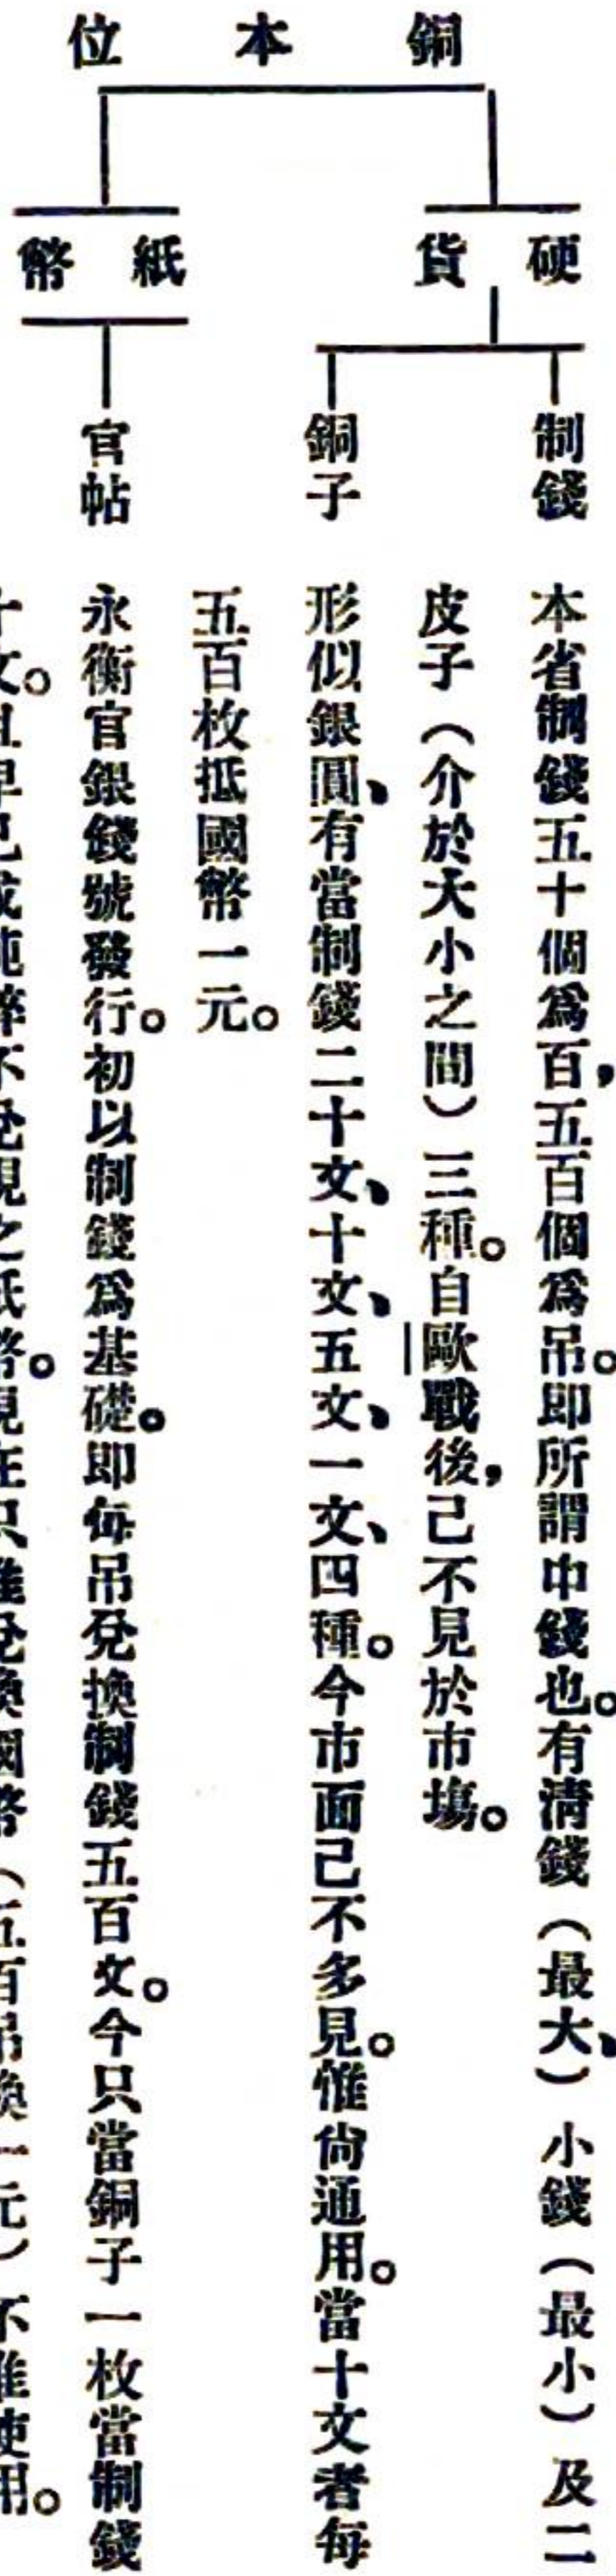 銅本位
硬貨
制錢
本省制錢五十個爲百，五百個爲吊。即所謂中錢也。有淸錢（最大、）小錢（最小）及二
皮子（介於大小之間）三種。自歐戰後，己不見於市塲。
銅子
形似銀圓、有當制錢二十文、十文、五文、一文、四種。今市面己不多見。惟尙通用。當十文者每
五百枚抵國幣一元。
紙幣
官帖
永衡官銀錢號發行。初以制錢爲基礎。即每吊兌換制錢五百文。今只當銅子一枚當制錢
十文。且早已成純粹不兌現之紙幣。現在只准兌換國幣（五百吊換一元）不准使用。